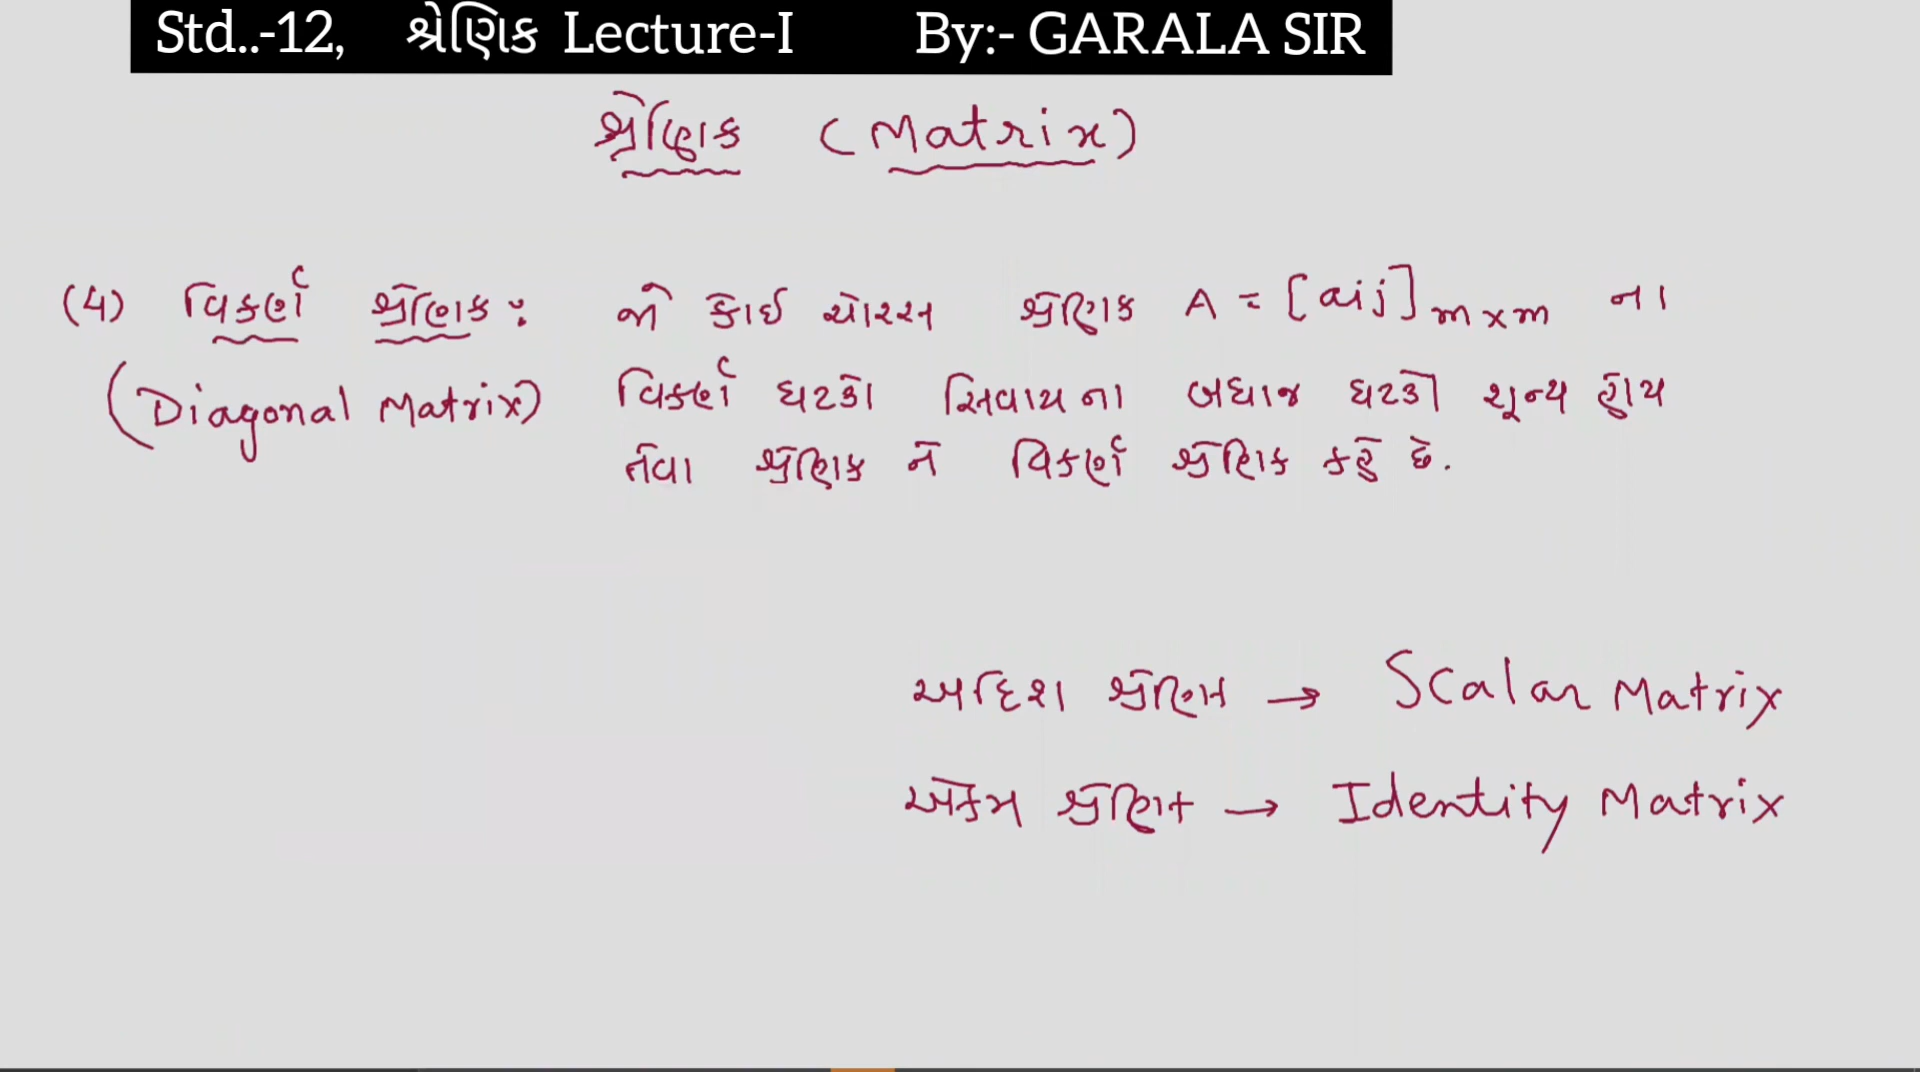 Std..-12, શ્રેણિક Lecture-I By:- GARALA SIR
શ્રેણિક (Matrix)
(4) વિકર્ણ શ્રેણિક : જો કોઈ ચોરસ શ્રેણિક A = [aij] m×m ના
(Diagonal Matrix) વિકર્ણ ઘટકો સિવાય ના બધાજ ઘટકો શૂન્ય હોય
તેવા શ્રેણિક ને વિકર્ણ શ્રેણિક કહે છે.
અદિશ શ્રેણિક → Scalar Matrix
એકમ શ્રેણિક → Identity Matrix